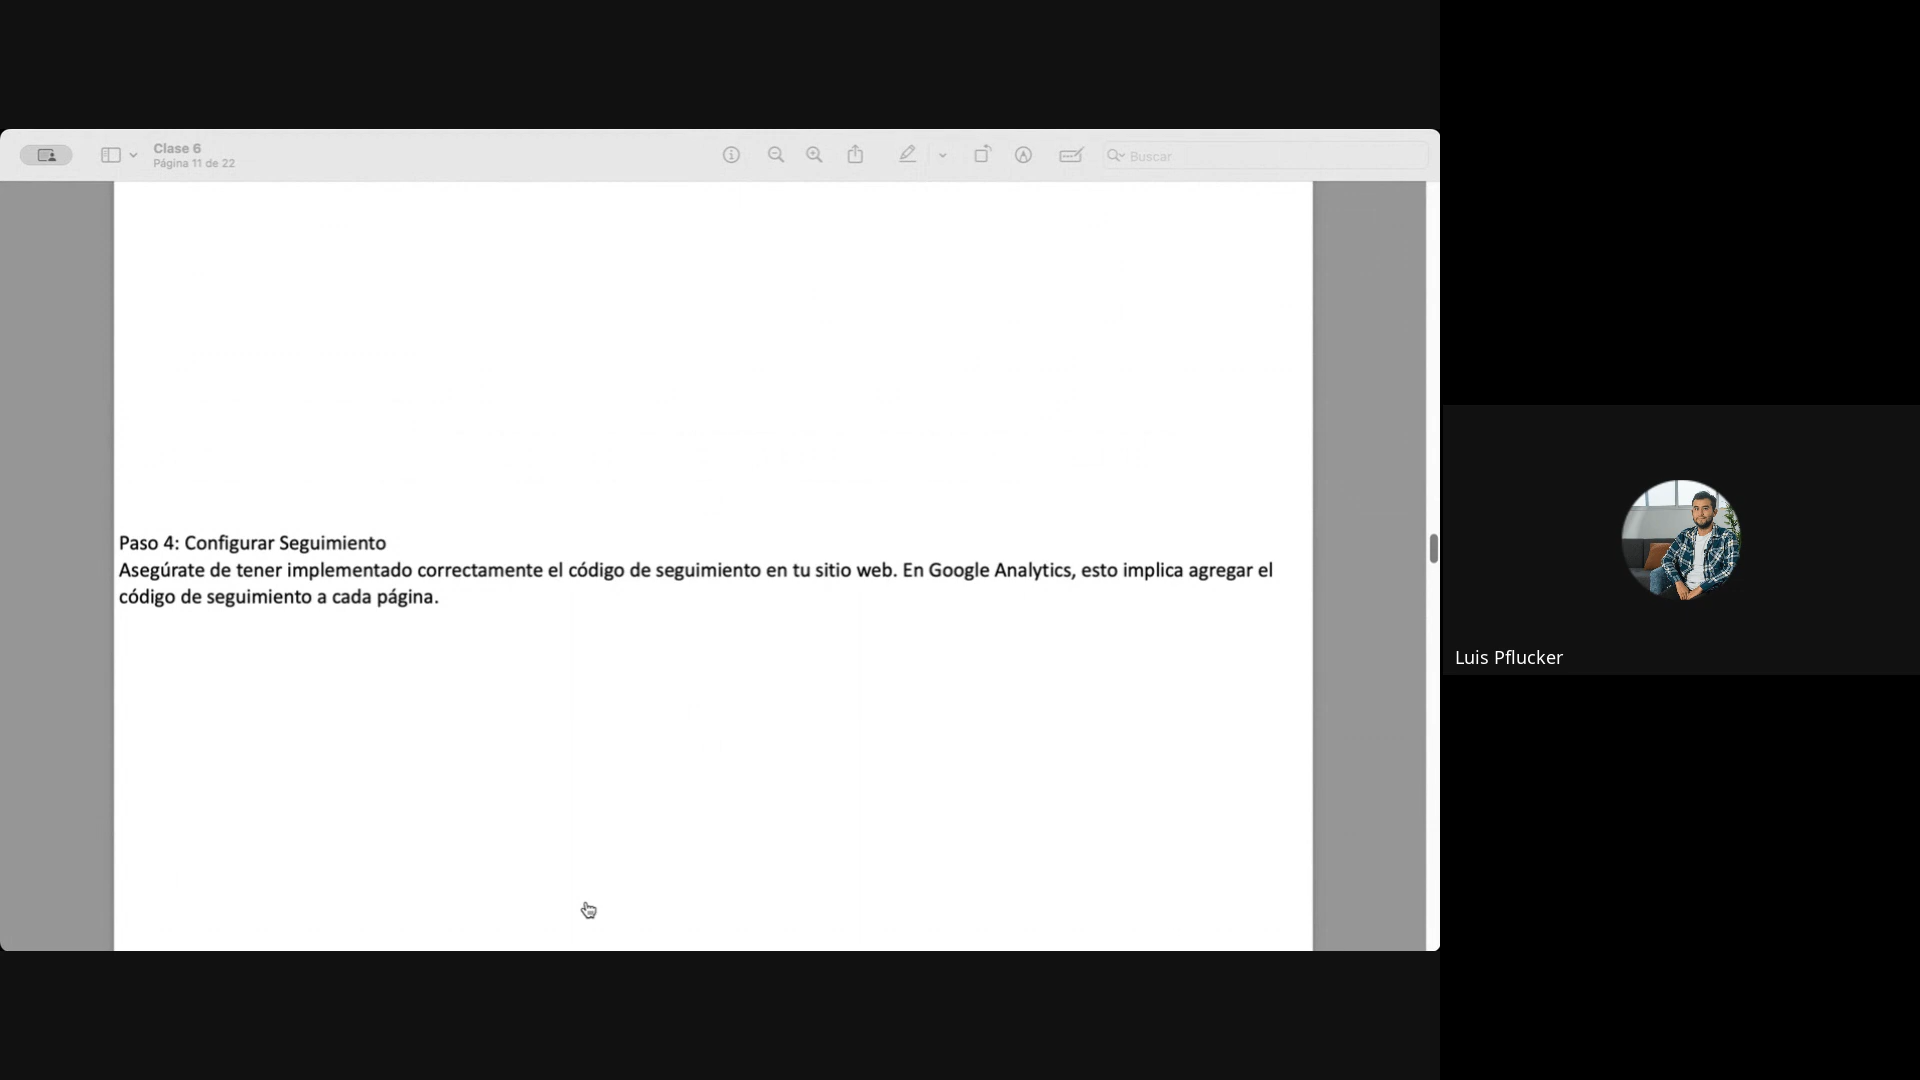 Clase 6
Página 11 de 22
Buscar
Paso 4: Configurar Seguimiento
Asegúrate de tener implementado correctamente el código de seguimiento en tu sitio web. En Google Analytics, esto implica agregar el
código de seguimiento a cada página.
Luis Pflucker